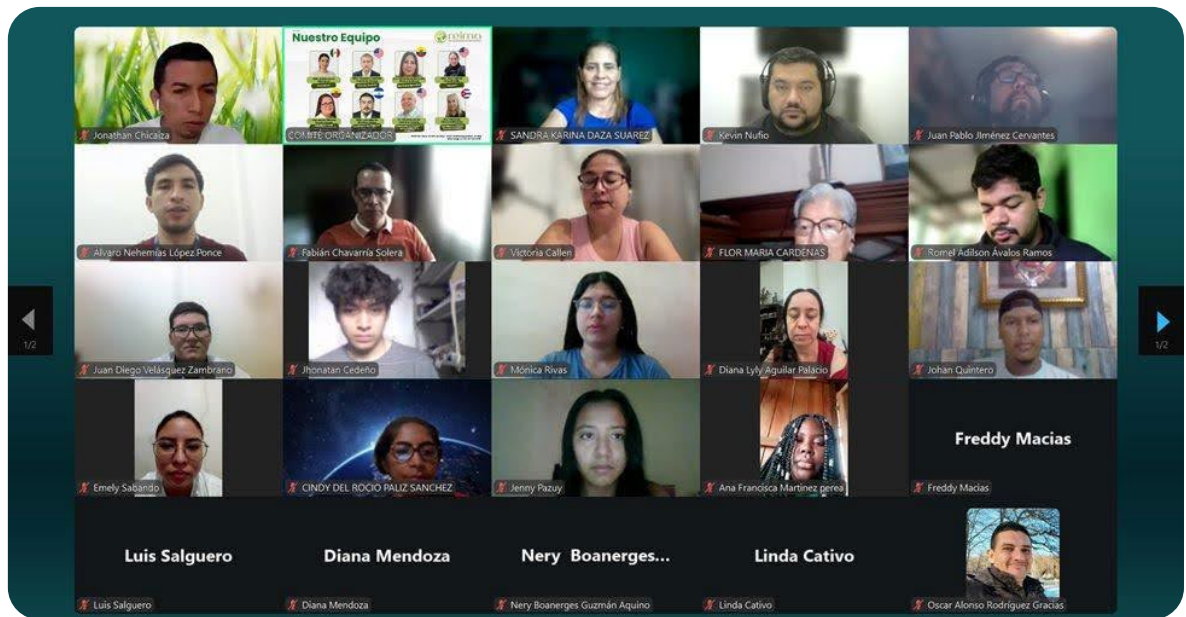 Nuestro Equipo
reima
Jonathan Chicaiza
COMITÉ ORGANIZADOR
SANDRA KARINA DAZA SUAREZ
Kevin Nufio
Juan Pablo Jiménez Cervantes
Alvaro Nehemías López Ponce
Fabián Chavarría Solera
Victoria Callen
FLOR MARIA CARDENAS
Romel Adilson Ávalos Ramos
Juan Diego Velásquez Zambrano
Jhonatan Cedeño
Mónica Rivas
Diana Lyly Aguilar Palacio
Johan Quintero
1/2
1/2
Freddy Macias
Emely Sabando
CINDY DEL ROCIO PALIZ SANCHEZ
Jenny Pazuy
Ana Francisca Martinez perea
Freddy Macias
Luis Salguero
Diana Mendoza
Nery Boanerges...
Linda Cativo
Luis Salguero
Diana Mendoza
Nery Boanerges Guzmán Aquino
Linda Cativo
Oscar Alonso Rodríguez Gracias